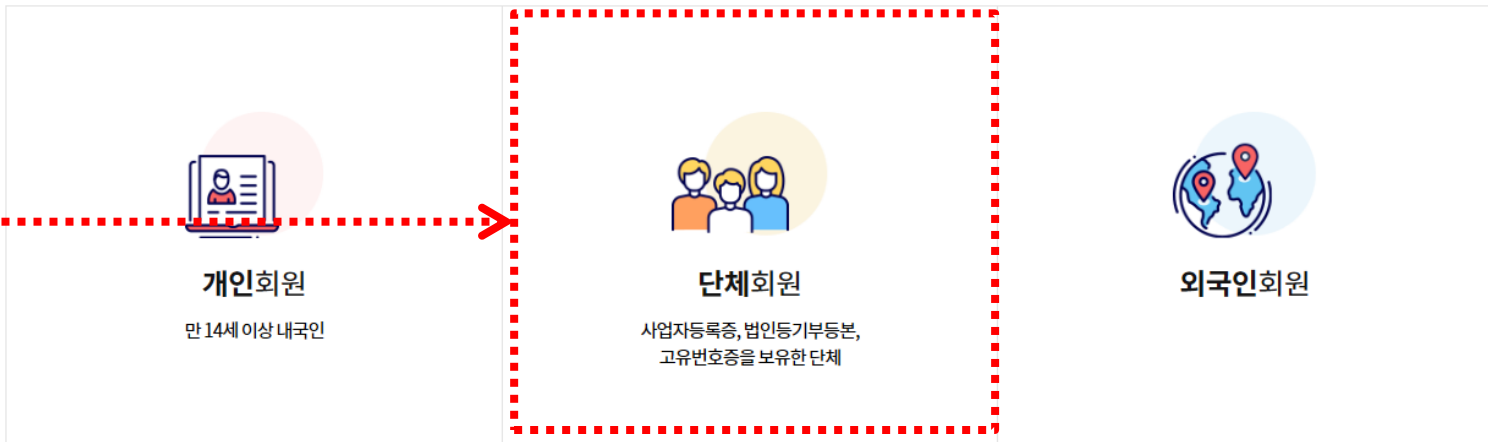 개인회원
만 14세 이상 내국인
단체회원
사업자등록증, 법인등기부등본,
고유번호증을 보유한 단체
외국인회원